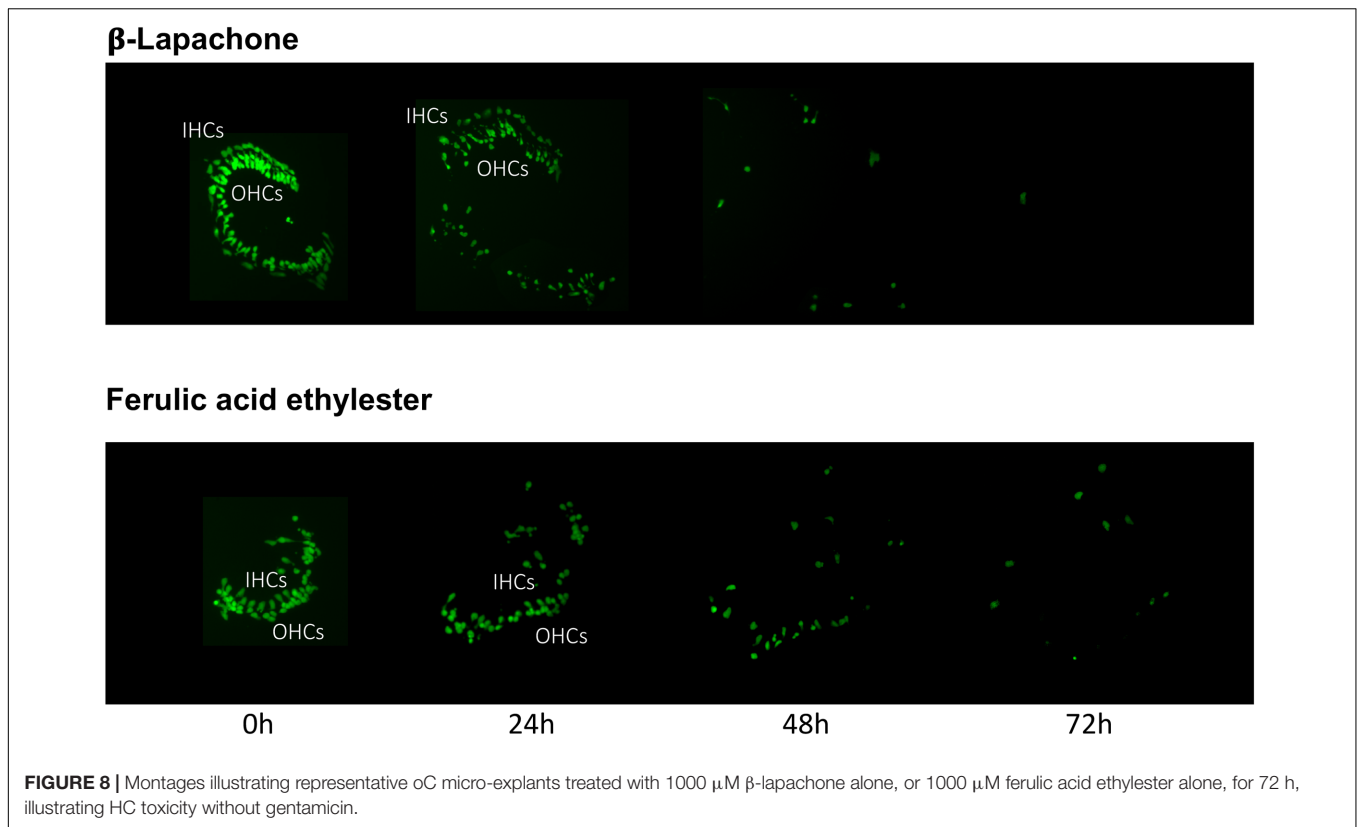 β-Lapachone
IHCs
IHCs
OHCs
OHCs
Ferulic acid ethylester
IHCs
IHCs
OHCs
OHCs
0h 24h 48h 72h
FIGURE 8 | Montages illustrating representative oC micro-explants treated with 1000 μM β-lapachone alone, or 1000 μM ferulic acid ethylester alone, for 72 h,
illustrating HC toxicity without gentamicin.